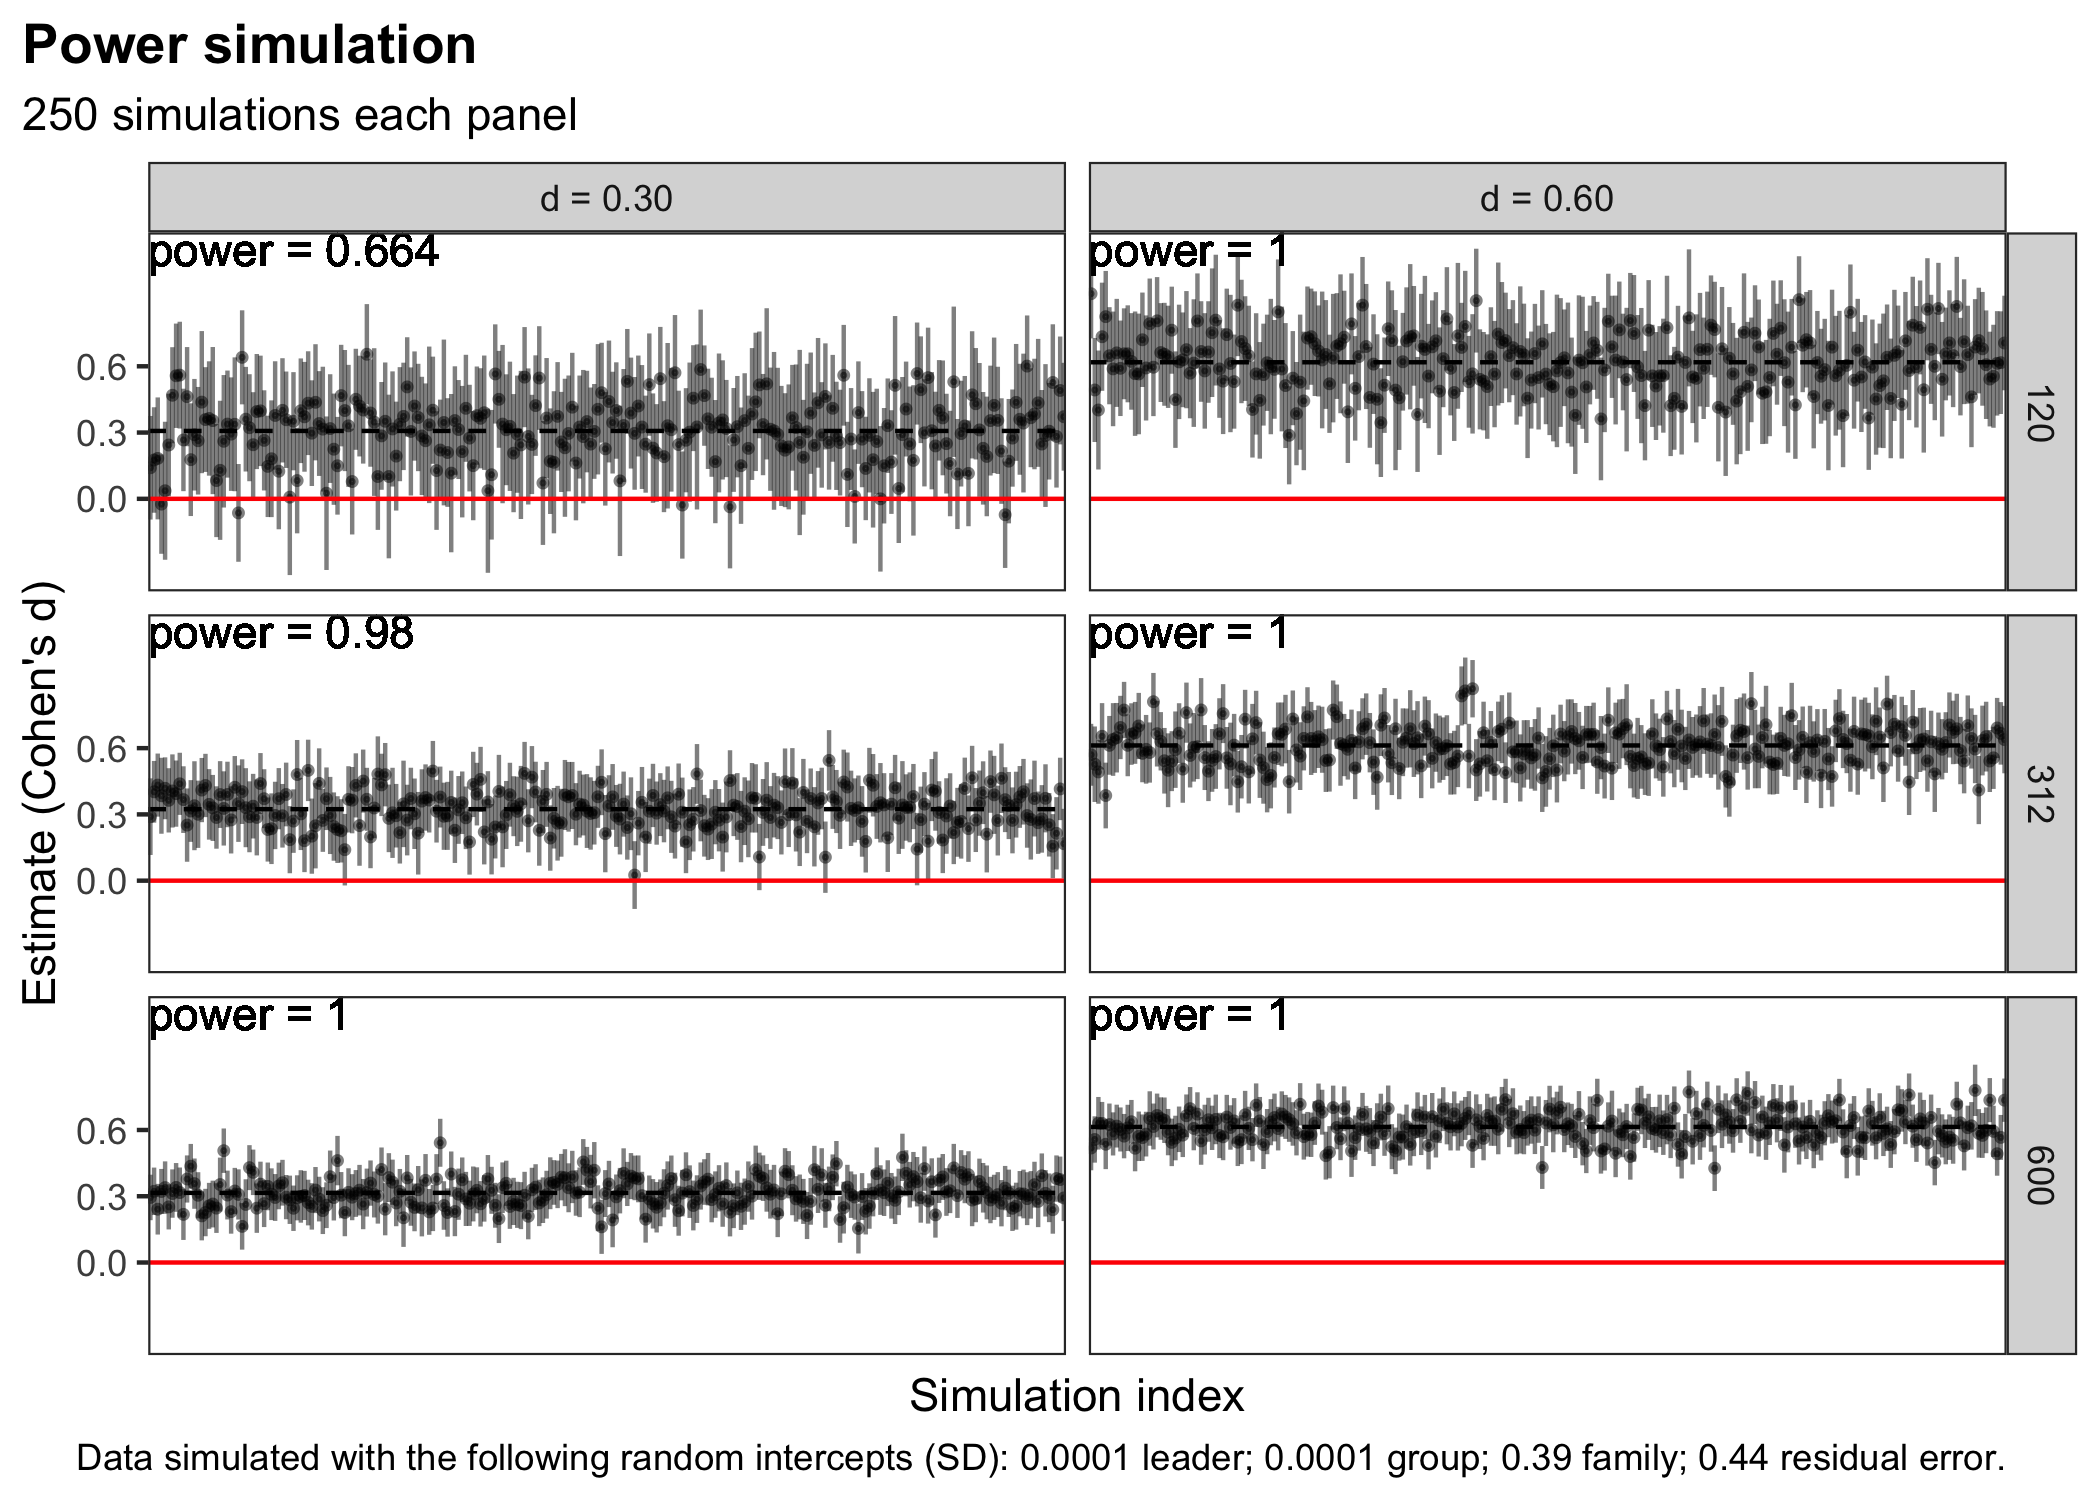 Power simulation
250 simulations each panel
d = 0.30
d = 0.60
power = 0.664
power = 1
120
0.6
0.3
0.0
power = 0.98
power = 1
312
0.6
0.3
0.0
power = 1
power = 1
600
0.6
0.3
0.0
Estimate (Cohen's d)
Simulation index
Data simulated with the following random intercepts (SD): 0.0001 leader; 0.0001 group; 0.39 family; 0.44 residual error.